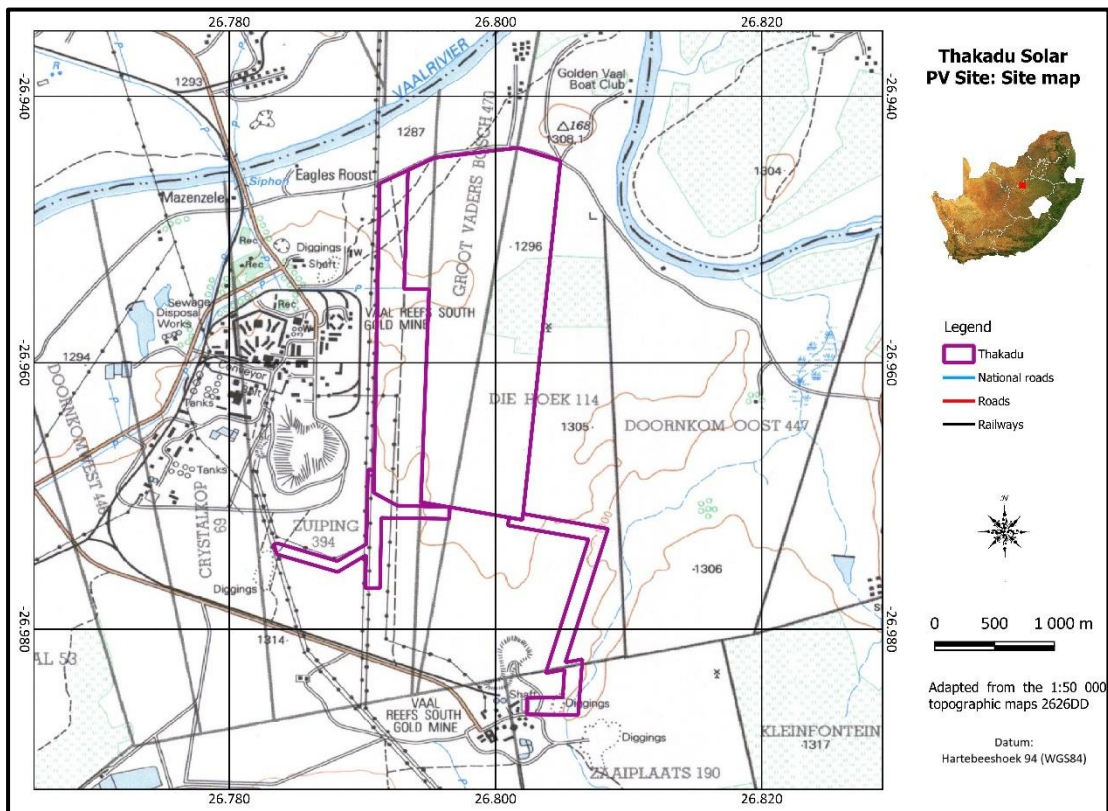 26.780
26.800
26.820
-26.940
-26.940
-26.960
-26.960
-26.980
-26.980
26.780
26.800
26.820
R
P
1293
VAALRIVIER
P
Golden Vaal
Boat Club
168
1308,1
1287
1304
Siphon
Eagles Roost
Mazenzele
GROOT VADERS BOSCH 470
L
1296
Rec
Diggings
Shaft
W
Rec
P
Sewage
Disposal
Works
Rec
VAAL REEFS SOUTH
GOLD MINE
W
1294
P
Conveyor
Belt
Tanks
DOORNKOM WEST 446
DIE HOEK 114
1305
DOORNKOM OOST 447
Tanks
CRYSTALKOP
69
ZUIPING
394
1300
Diggings
1306
1314
AL 53
Shaft
Diggings
VAAL
REEFS SOUTH
GOLD MINE
Diggings
KLEINFONTEIN
1317
ZAAIPLAATS 190
Thakadu Solar
PV Site: Site map
Legend
Thakadu
National roads
Roads
Railways
0 500 1 000 m
Adapted from the 1:50 000
topographic maps 2626DD
Datum:
Hartebeeshoek 94 (WGS84)